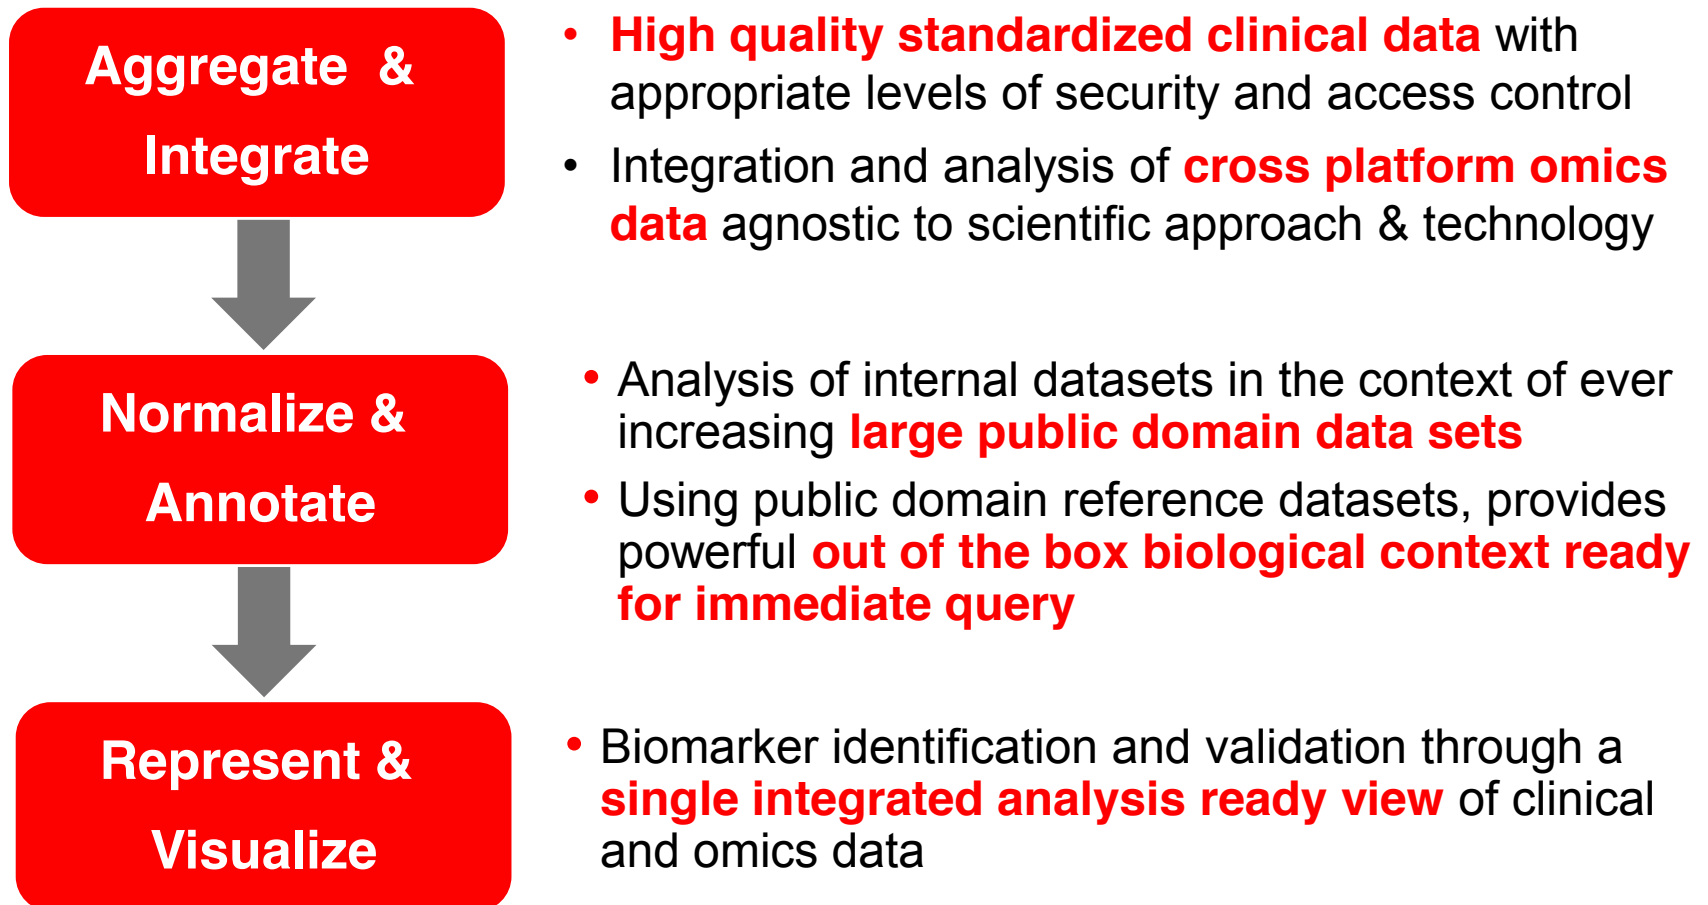 Aggregate & 
Integrate
• High quality standardized clinical data with
appropriate levels of security and access control
• Integration and analysis of cross platform omics
data agnostic to scientific approach & technology
Normalize &
Annotate
• Analysis of internal datasets in the context of ever
increasing large public domain data sets
• Using public domain reference datasets, provides
powerful out of the box biological context ready
for immediate query
Represent &
Visualize
• Biomarker identification and validation through a
single integrated analysis ready view of clinical
and omics data